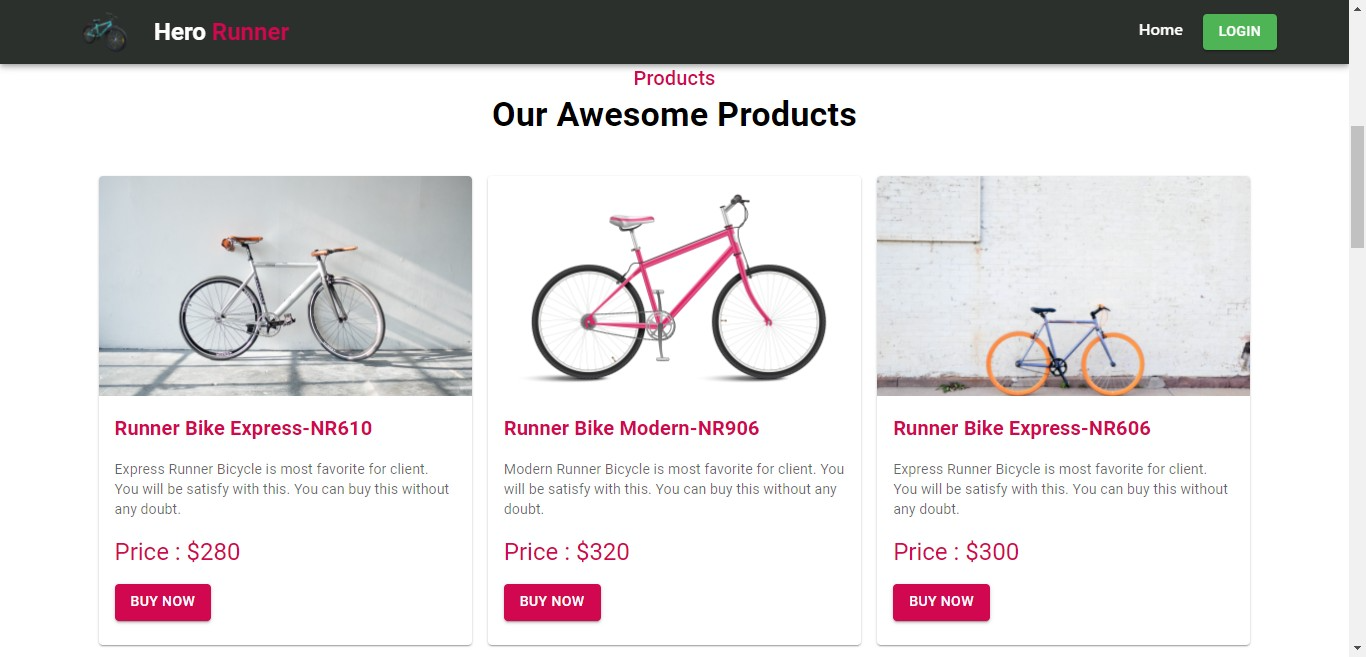 Hero Runner
Home
LOGIN
Products
Our Awesome Products
Runner Bike Express-NR610
Express Runner Bicycle is most favorite for client.
You will be satisfy with this. You can buy this without
any doubt.
Price : $280
BUY NOW
Runner Bike Modern-NR906
Modern Runner Bicycle is most favorite for client. You
will be satisfy with this. You can buy this without any
doubt.
Price : $320
BUY NOW
Runner Bike Express-NR606
Express Runner Bicycle is most favorite for client.
You will be satisfy with this. You can buy this without
any doubt.
Price : $300
BUY NOW